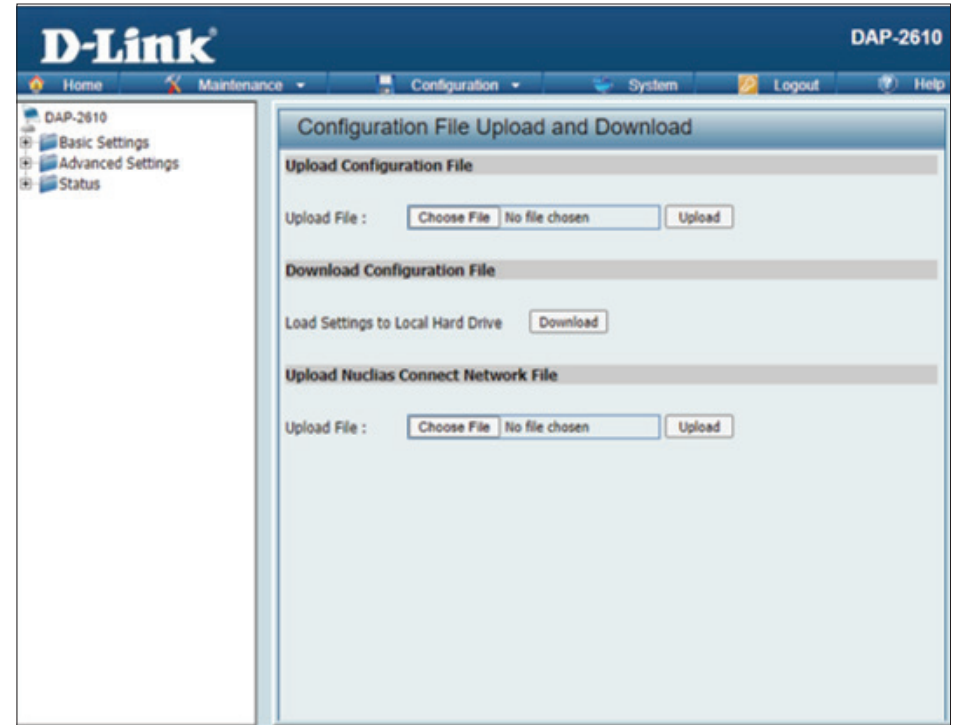 D-Link
DAP-2610
Home Maintenance Configuration System Logout Help
DAP-2610
Basic Settings
Advanced Settings
Status
Configuration File Upload and Download
Upload Configuration File
Upload File : Choose File No file chosen Upload
Download Configuration File
Load Settings to Local Hard Drive Download
Upload Nuclias Connect Network File
Upload File : Choose File No file chosen Upload